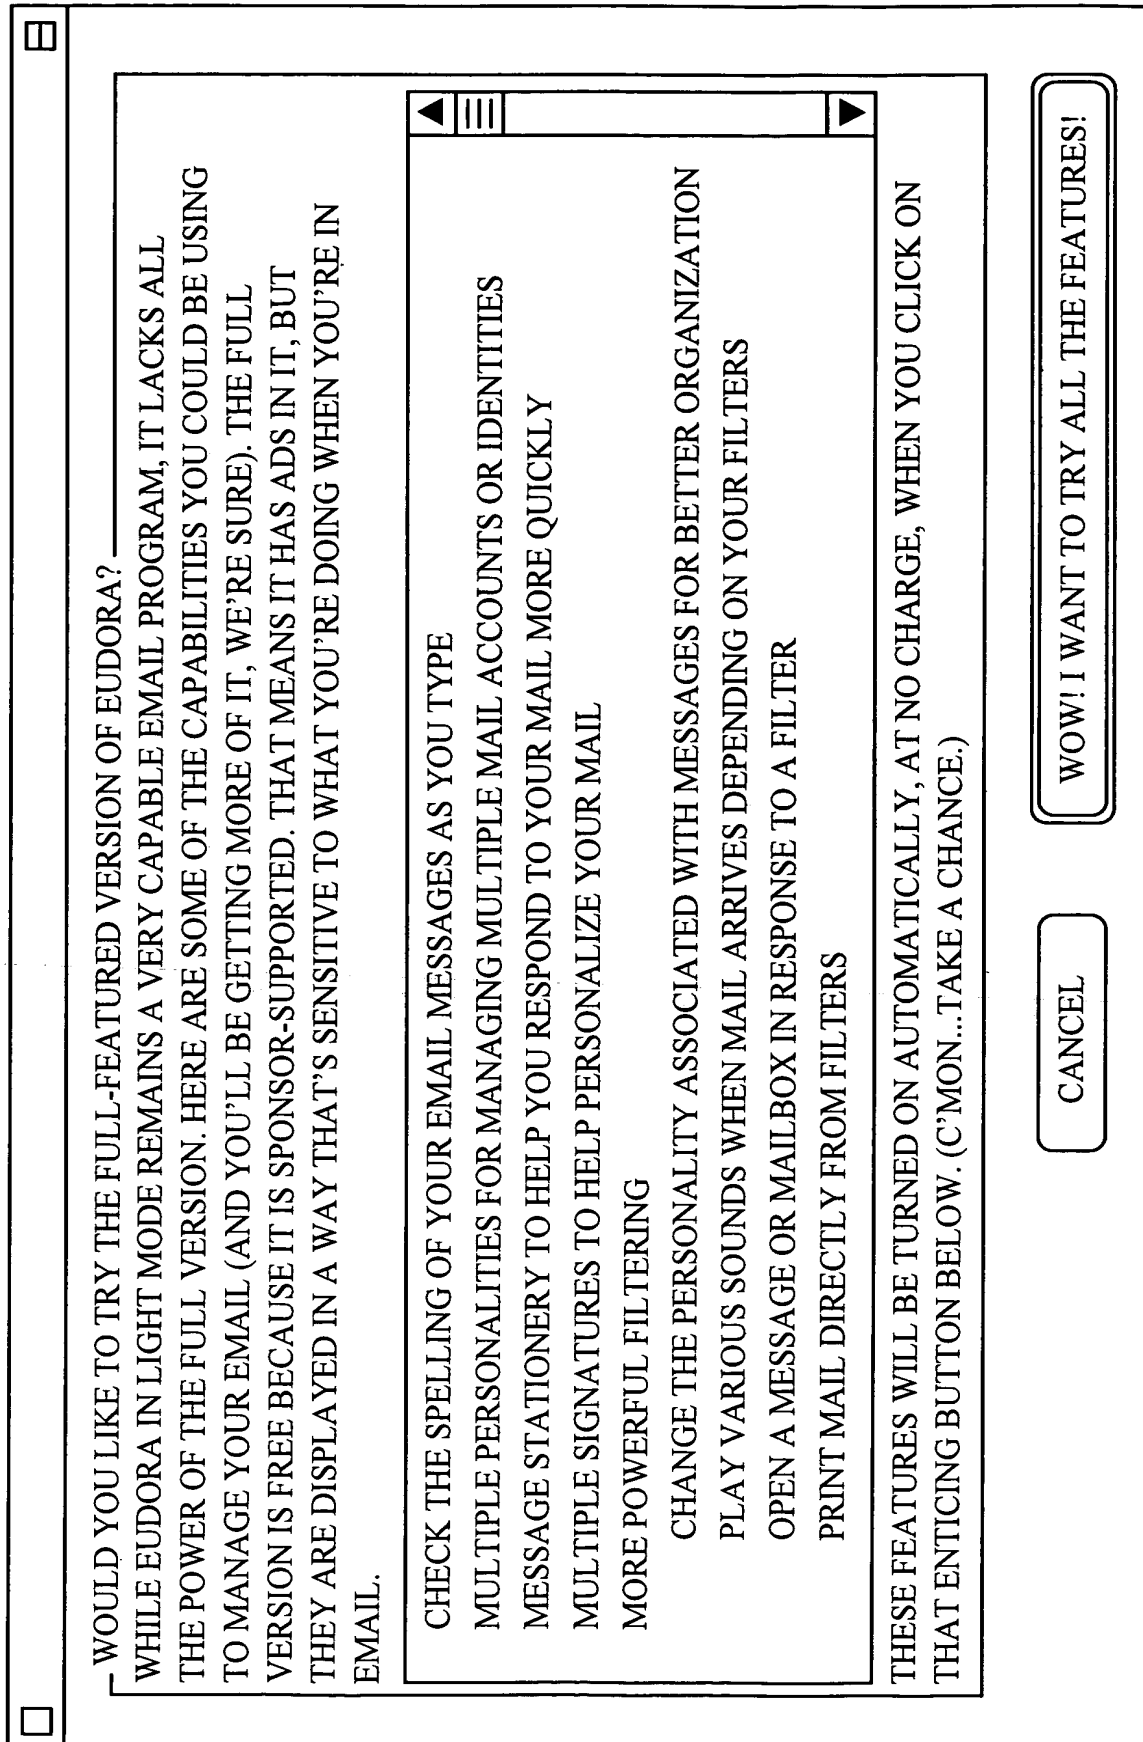 WOULD YOU LIKE TO TRY THE FULL-FEATURED VERSION OF EUDORA?
WHILE EUDORA IN LIGHT MODE REMAINS A VERY CAPABLE EMAIL PROGRAM, IT LACKS ALL
THE POWER OF THE FULL VERSION. HERE ARE SOME OF THE CAPABILITIES YOU COULD BE USING
TO MANAGE YOUR EMAIL (AND YOU'LL BE GETTING MORE OF IT, WE'RE SURE). THE FULL
VERSION IS FREE BECAUSE IT IS SPONSOR-SUPPORTED. THAT MEANS IT HAS ADS IN IT, BUT
THEY ARE DISPLAYED IN A WAY THAT'S SENSITIVE TO WHAT YOU'RE DOING WHEN YOU'RE IN
EMAIL.
CHECK THE SPELLING OF YOUR EMAIL MESSAGES AS YOU TYPE
MULTIPLE PERSONALITIES FOR MANAGING MULTIPLE MAIL ACCOUNTS OR IDENTITIES
MESSAGE STATIONERY TO HELP YOU RESPOND TO YOUR MAIL MORE QUICKLY
MULTIPLE SIGNATURES TO HELP PERSONALIZE YOUR MAIL
MORE POWERFUL FILTERING
CHANGE THE PERSONALITY ASSOCIATED WITH MESSAGES FOR BETTER ORGANIZATION
PLAY VARIOUS SOUNDS WHEN MAIL ARRIVES DEPENDING ON YOUR FILTERS
OPEN A MESSAGE OR MAILBOX IN RESPONSE TO A FILTER
PRINT MAIL DIRECTLY FROM FILTERS
THESE FEATURES WILL BE TURNED ON AUTOMATICALLY, AT NO CHARGE, WHEN YOU CLICK ON
THAT ENTICING BUTTON BELOW. (C'MON...TAKE A CHANCE.)
CANCEL
WOW! I WANT TO TRY ALL THE FEATURES!